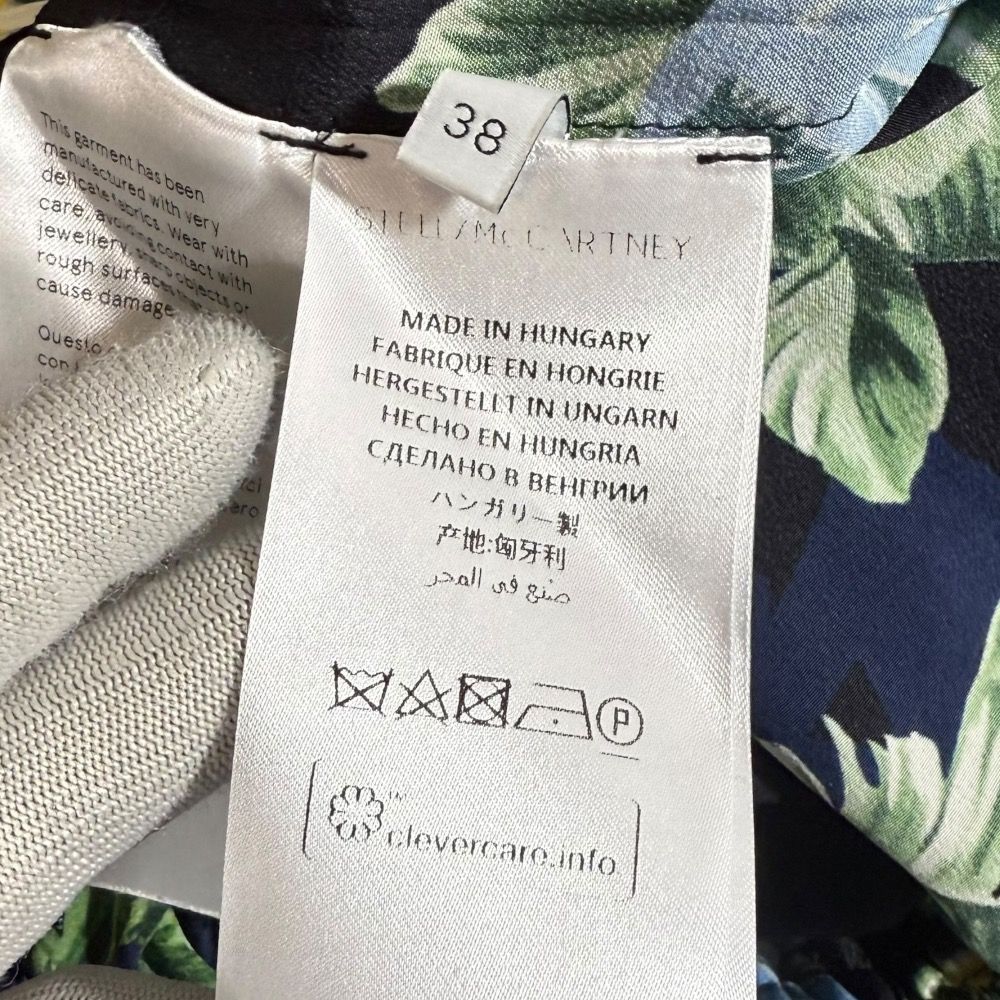 38
This garment has been
manufactured with very
delicate fabrics. Wear with
care, avoiding contact with
jewellery, sharp objects or
rough surfaces that
cause damage
Questo
STELLA McCARTNEY
MADE IN HUNGARY
FABRIQUE EN HONGRIE
HERGESTELLT IN UNGARN
HECHO EN HUNGRIA
СДЕЛАНО В ВЕНГРИИ
ハンガリー製
产地:匈牙利
صنع في المجر
P
clevercare.info